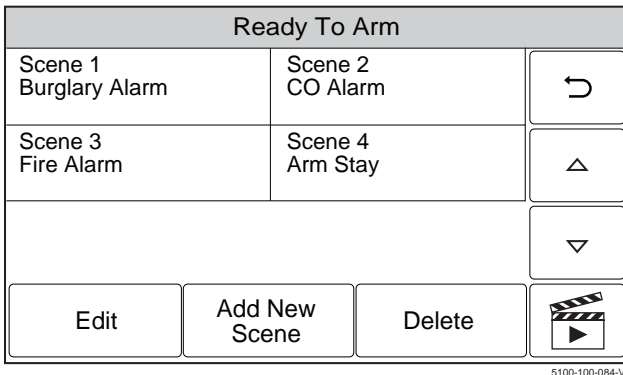 Ready To Arm
Scene 1
Burglary Alarm
Scene 2
CO Alarm
Scene 3
Fire Alarm
Scene 4
Arm Stay
Edit
Add New
Scene
Delete
5100-100-084-V